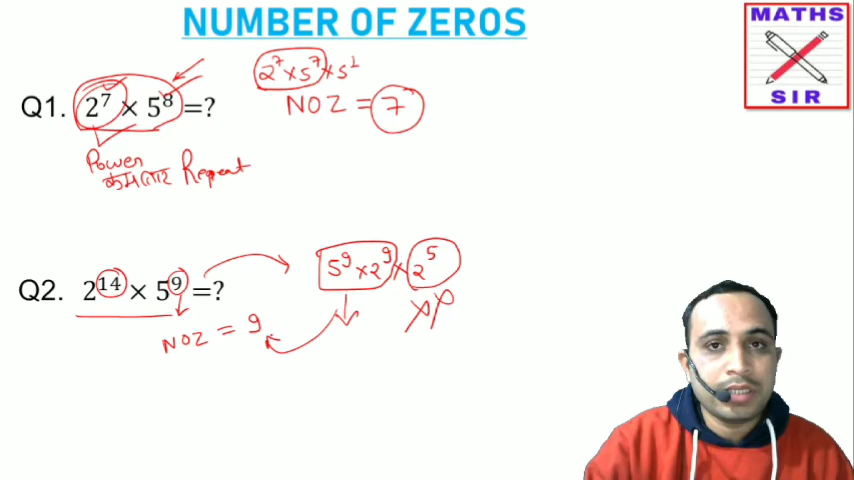 NUMBER OF ZEROS
MATHS
SIR
2⁷ × 5⁷ × 5¹
Q1. 2⁷ × 5⁸ =?
NOZ = 7
Power
Repeat
5⁹ × 2⁹ × 2⁵
Q2. 2¹⁴ × 5⁹ =?
NOZ = 9